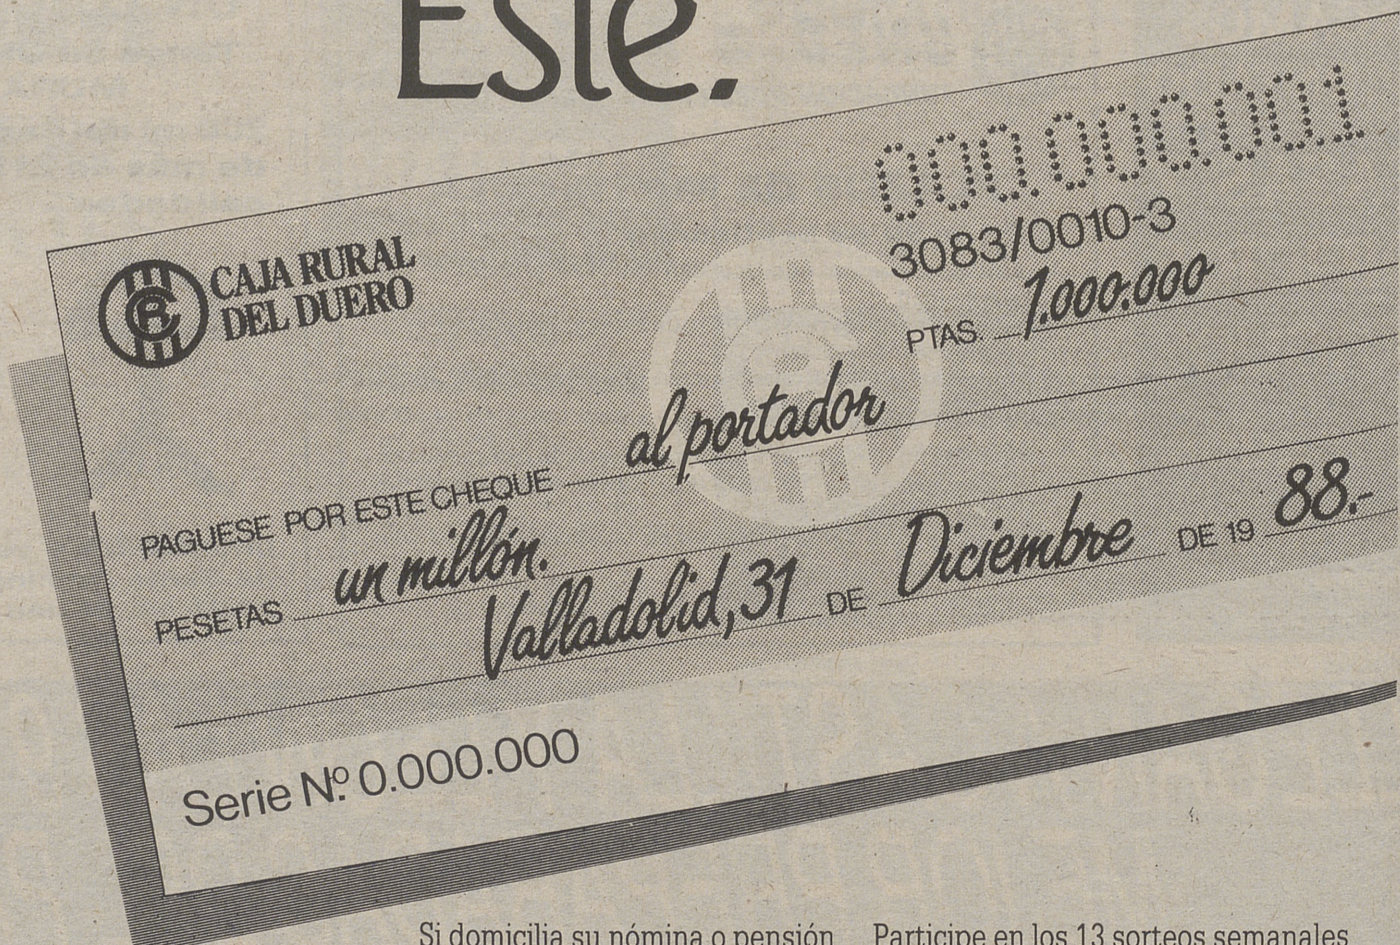 Este.
000.000.001
3083/0010-3
PTAS. 1.000.000
CAJA RURAL
DEL DUERO
PAGUESE POR ESTE CHEQUE al portador
PESETAS un millón.
Valladolid, 31 DE Diciembre DE 19 88.-
Serie N.º 0.000.000
Si domicilia su nómina o pensión
Participe en los 13 sorteos semanales